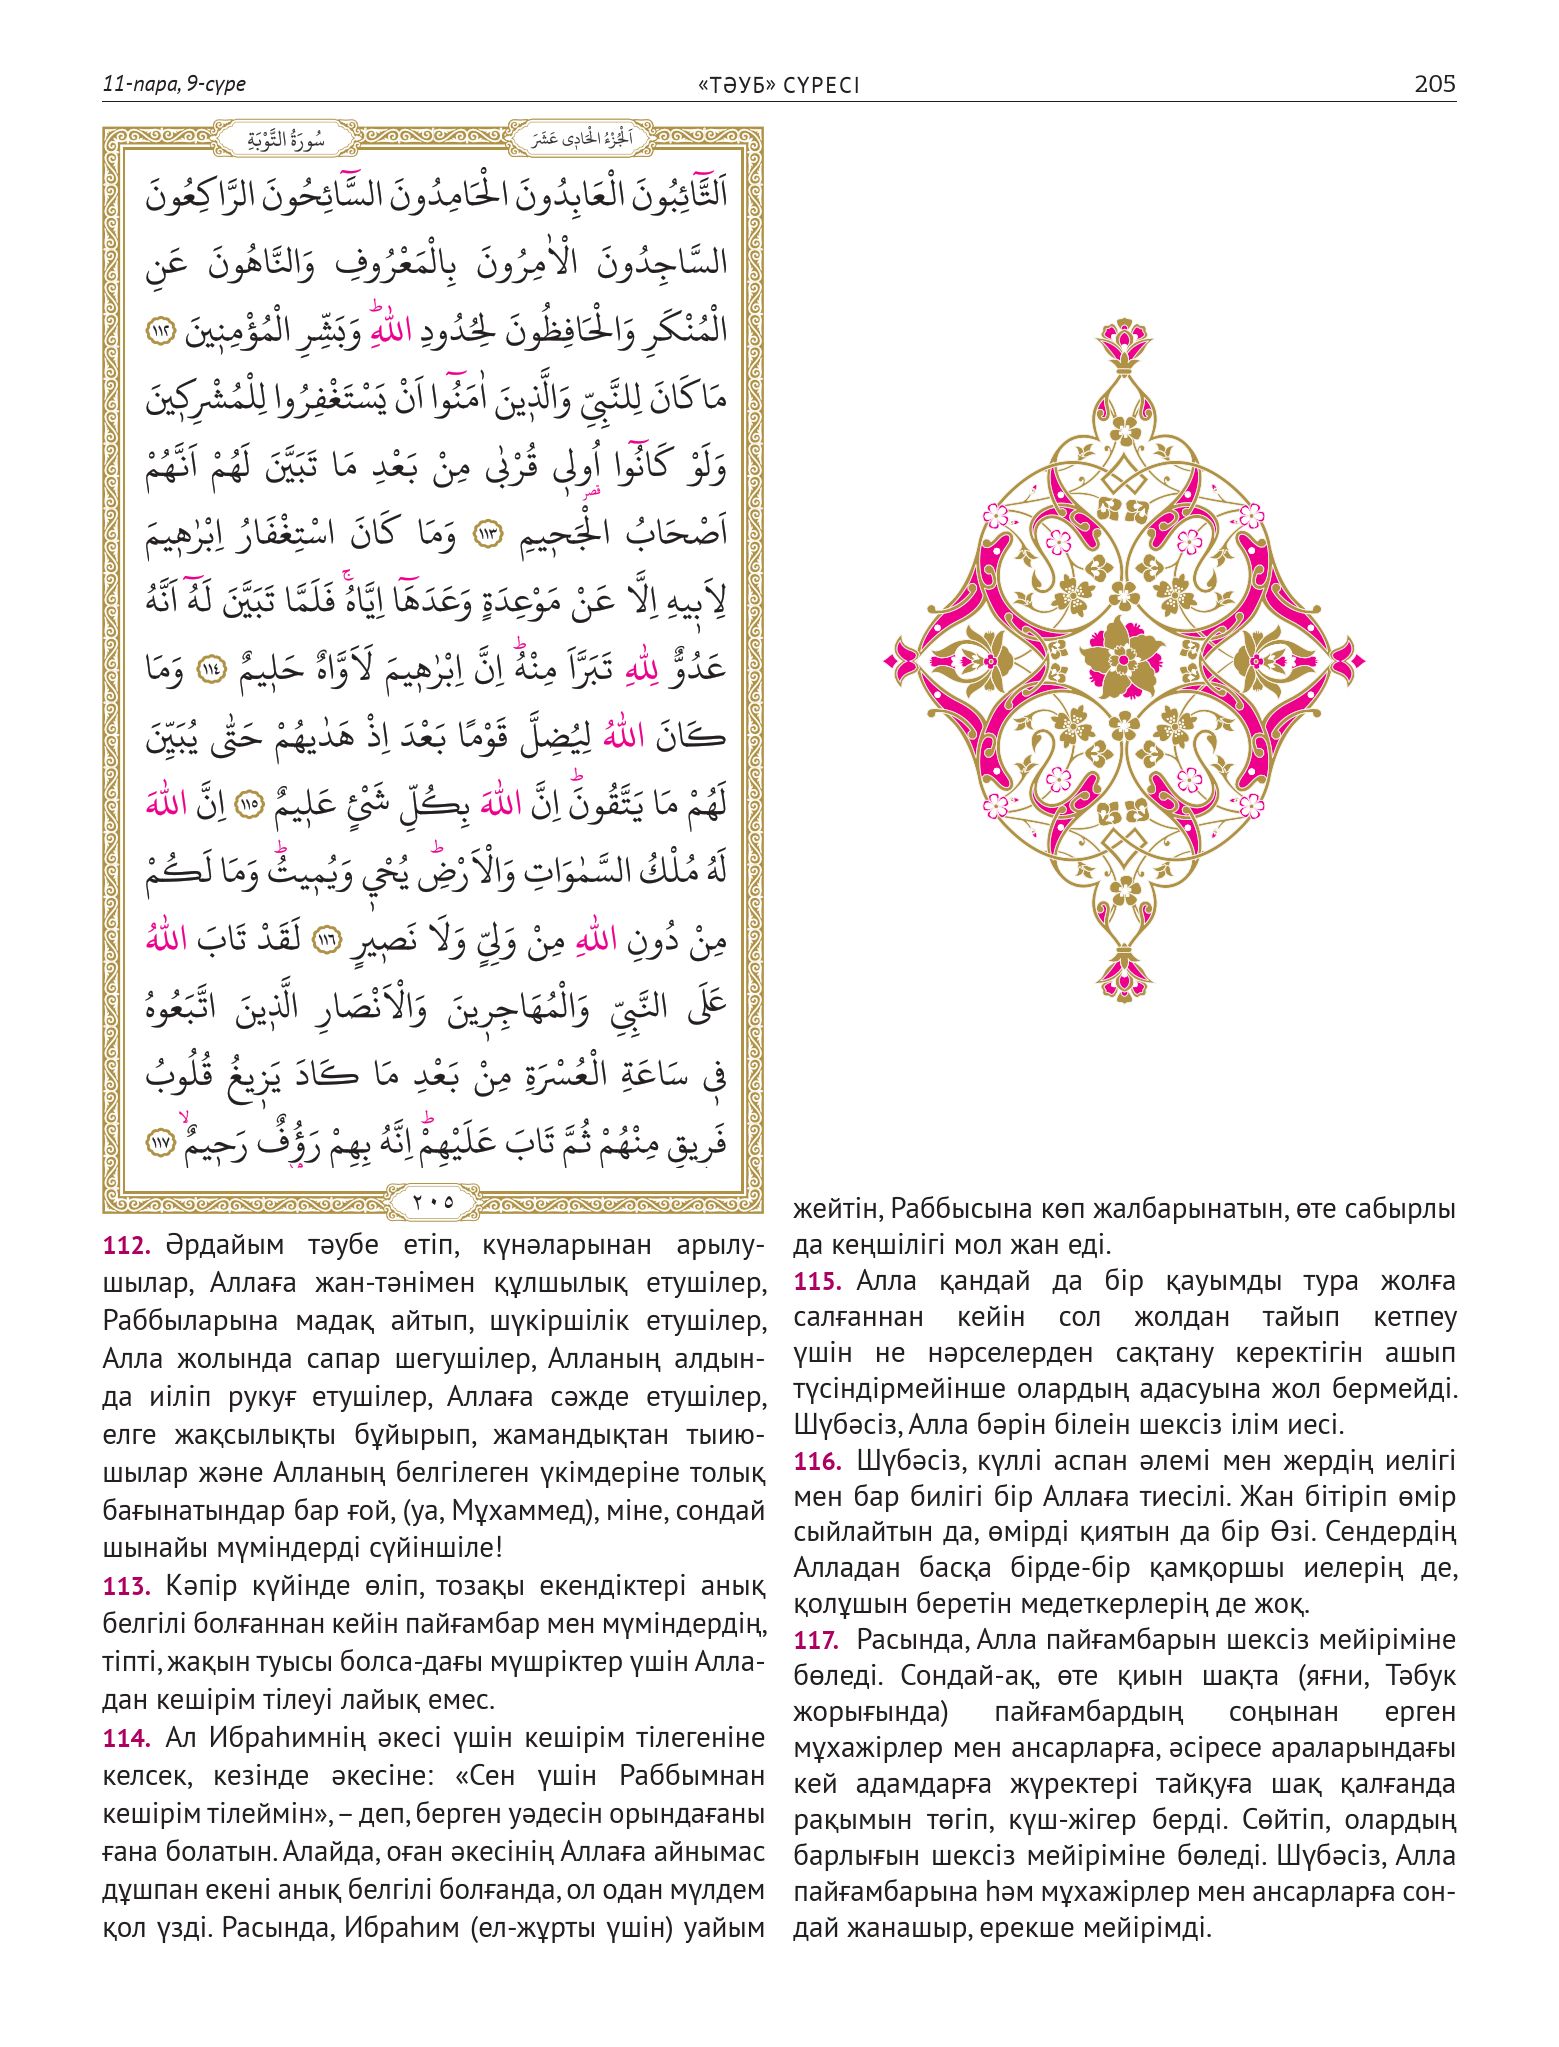 11-пара, 9-сүре
«ТӘУБ» СҮРЕСІ
205
اَلْجُزْءُ الْحَادٖى عَشَرَ
سُورَةُ التَّوْبَةِ
اَلتَّٓائِبُونَ الْعَابِدُونَ الْحَامِدُونَ السَّٓائِحُونَ الرَّاكِعُونَ
السَّاجِدُونَ الْاٰمِرُونَ بِالْمَعْرُوفِ وَالنَّاهُونَ عَنِ
الْمُنْكَرِ وَالْحَافِظُونَ لِحُدُودِ اللّٰهِؕ وَبَشِّرِ الْمُؤْمِنٖينَ ﴿١١٢﴾
مَا كَانَ لِلنَّبِيِّ وَالَّذٖينَ اٰمَنُٓوا اَنْ يَسْتَغْفِرُوا لِلْمُشْرِكٖينَ
وَلَوْ كَانُٓوا اُولٖى قُرْبٰى مِنْ بَعْدِ مَا تَبَيَّنَ لَهُمْ اَنَّهُمْ
اَصْحَابُ الْجَحٖيمِ ﴿١١٣﴾ وَمَا كَانَ اسْتِغْفَارُ اِبْرٰهٖيمَ
لِاَبٖيهِ اِلَّا عَنْ مَوْعِدَةٍ وَعَدَهَٓا اِيَّاهُۚ فَلَمَّا تَبَيَّنَ لَهُٓ اَنَّهُ
عَدُوٌّ لِلّٰهِ تَبَرَّاَ مِنْهُؕ اِنَّ اِبْرٰهٖيمَ لَاَوَّاهٌ حَلٖيمٌ ﴿١١٤﴾ وَمَا
كَانَ اللّٰهُ لِيُضِلَّ قَوْمًا بَعْدَ اِذْ هَدٰيهُمْ حَتّٰى يُبَيِّنَ
لَهُمْ مَا يَتَّقُونَؕ اِنَّ اللّٰهَ بِكُلِّ شَيْءٍ عَلٖيمٌ ﴿١١٥﴾ اِنَّ اللّٰهَ
لَهُ مُلْكُ السَّمٰوَاتِ وَالْاَرْضِؕ يُحْيٖ وَيُمٖيتُؕ وَمَا لَكُمْ
مِنْ دُونِ اللّٰهِ مِنْ وَلِيٍّ وَلَا نَصٖيرٍ ﴿١١٦﴾ لَقَدْ تَابَ اللّٰهُ
عَلَى النَّبِيِّ وَالْمُهَاجِرٖينَ وَالْاَنْصَارِ الَّذٖينَ اتَّبَعُوهُ
فٖى سَاعَةِ الْعُسْرَةِ مِنْ بَعْدِ مَا كَادَ يَزٖيغُ قُلُوبُ
فَرٖيقٍ مِنْهُمْ ثُمَّ تَابَ عَلَيْهِمْؕ اِنَّهُ بِهِمْ رَؤُفٌ رَحٖيمٌۙ ﴿١١٧﴾
٢٠٥
112. Әрдайым тәубе етіп, күнәларынан арылу-
шылар, Аллаға жан-тәнімен құлшылық етушілер,
Раббыларына мадақ айтып, шүкіршілік етушілер,
Алла жолында сапар шегушілер, Алланың алдын-
да иіліп рукуғ етушілер, Аллаға сәжде етушілер,
елге жақсылықты бұйырып, жамандықтан тыию-
шылар және Алланың белгілеген үкімдеріне толық
бағынатындар бар ғой, (уа, Мұхаммед), міне, сондай
шынайы мүміндерді сүйіншіле!
113. Кәпір күйінде өліп, тозақы екендіктері анық
белгілі болғаннан кейін пайғамбар мен мүміндердің,
тіпті, жақын туысы болса-дағы мүшріктер үшін Алла-
дан кешірім тілеуі лайық емес.
114. Ал Ибраһимнің әкесі үшін кешірім тілегеніне
келсек, кезінде әкесіне: «Сен үшін Раббымнан
кешірім тілеймін», – деп, берген уәдесін орындағаны
ғана болатын. Алайда, оған әкесінің Аллаға айнымас
дұшпан екені анық белгілі болғанда, ол одан мүлдем
қол үзді. Расында, Ибраһим (ел-жұрты үшін) уайым
жейтін, Раббысына көп жалбарынатын, өте сабырлы
да кеңшілігі мол жан еді.
115. Алла қандай да бір қауымды тура жолға
салғаннан кейін сол жолдан тайып кетпеу
үшін не нәрселерден сақтану керектігін ашып
түсіндірмейінше олардың адасуына жол бермейді.
Шүбәсіз, Алла бәрін білеін шексіз ілім иесі.
116. Шүбәсіз, күллі аспан әлемі мен жердің иелігі
мен бар билігі бір Аллаға тиесілі. Жан бітіріп өмір
сыйлайтын да, өмірді қиятын да бір Өзі. Сендердің
Алладан басқа бірде-бір қамқоршы иелерің де,
қолұшын беретін медеткерлерің де жоқ.
117. Расында, Алла пайғамбарын шексіз мейіріміне
бөледі. Сондай-ақ, өте қиын шақта (яғни, Тәбук
жорығында) пайғамбардың соңынан ерген
мұхажірлер мен ансарларға, әсіресе араларындағы
кей адамдарға жүректері тайқуға шақ қалғанда
рақымын төгіп, күш-жігер берді. Сөйтіп, олардың
барлығын шексіз мейіріміне бөледі. Шүбәсіз, Алла
пайғамбарына һәм мұхажірлер мен ансарларға сон-
дай жанашыр, ерекше мейірімді.